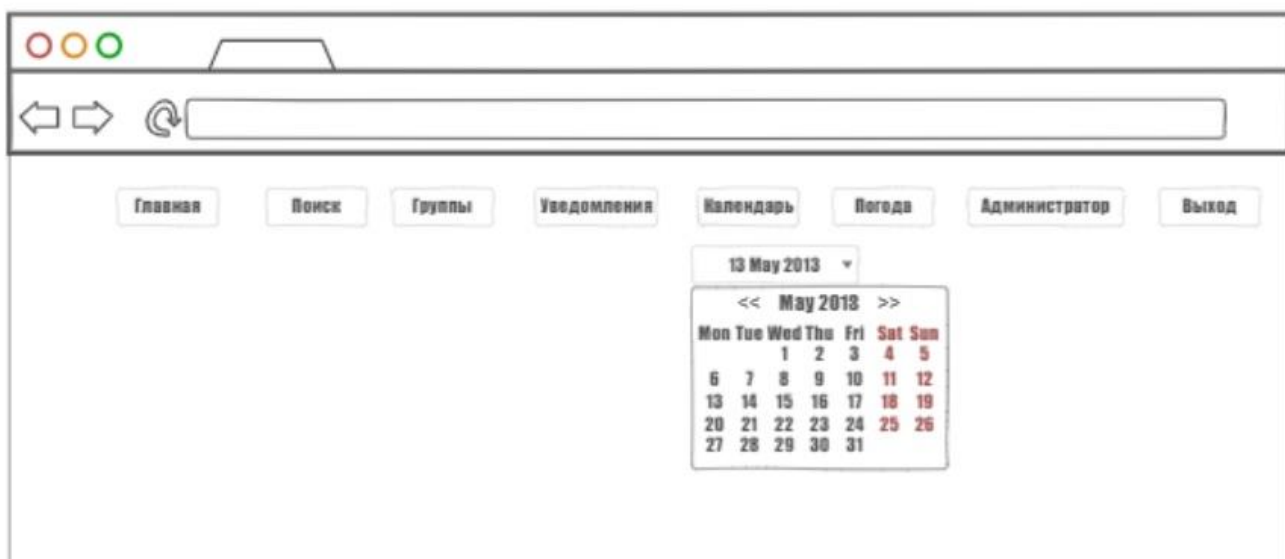 Главная Поиск Группы Уведомления Календарь Погода Администратор Выход
13 May 2013
<< May 2013 >>
Mon Tue Wed Thu Fri Sat Sun
1 2 3 4 5
6 7 8 9 10 11 12
13 14 15 16 17 18 19
20 21 22 23 24 25 26
27 28 29 30 31